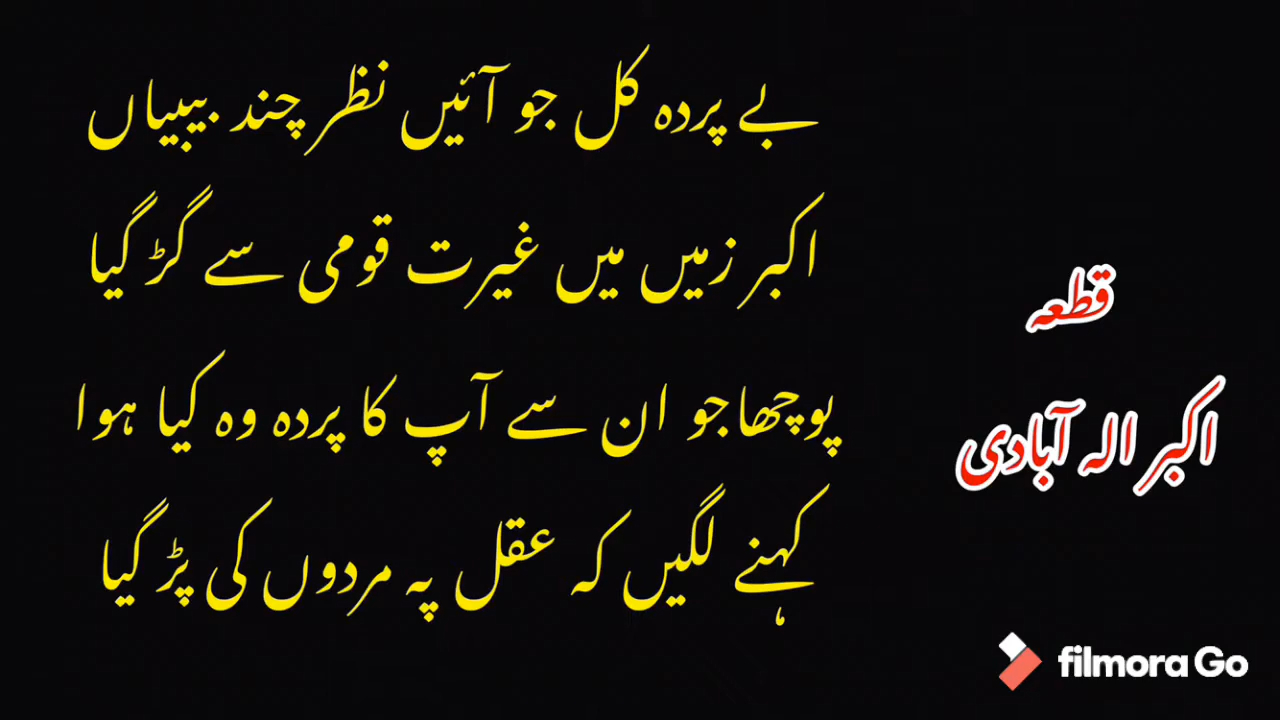 بے پردہ کل جو آئیں نظر چند بیبیاں
اکبر زمیں میں غیرت قومی سے گڑ گیا
پوچھا جو ان سے آپ کا پردہ وہ کیا ہوا
کہنے لگیں کہ عقل پہ مردوں کی پڑ گیا
قطعہ
اکبر الہ آبادی
filmora Go